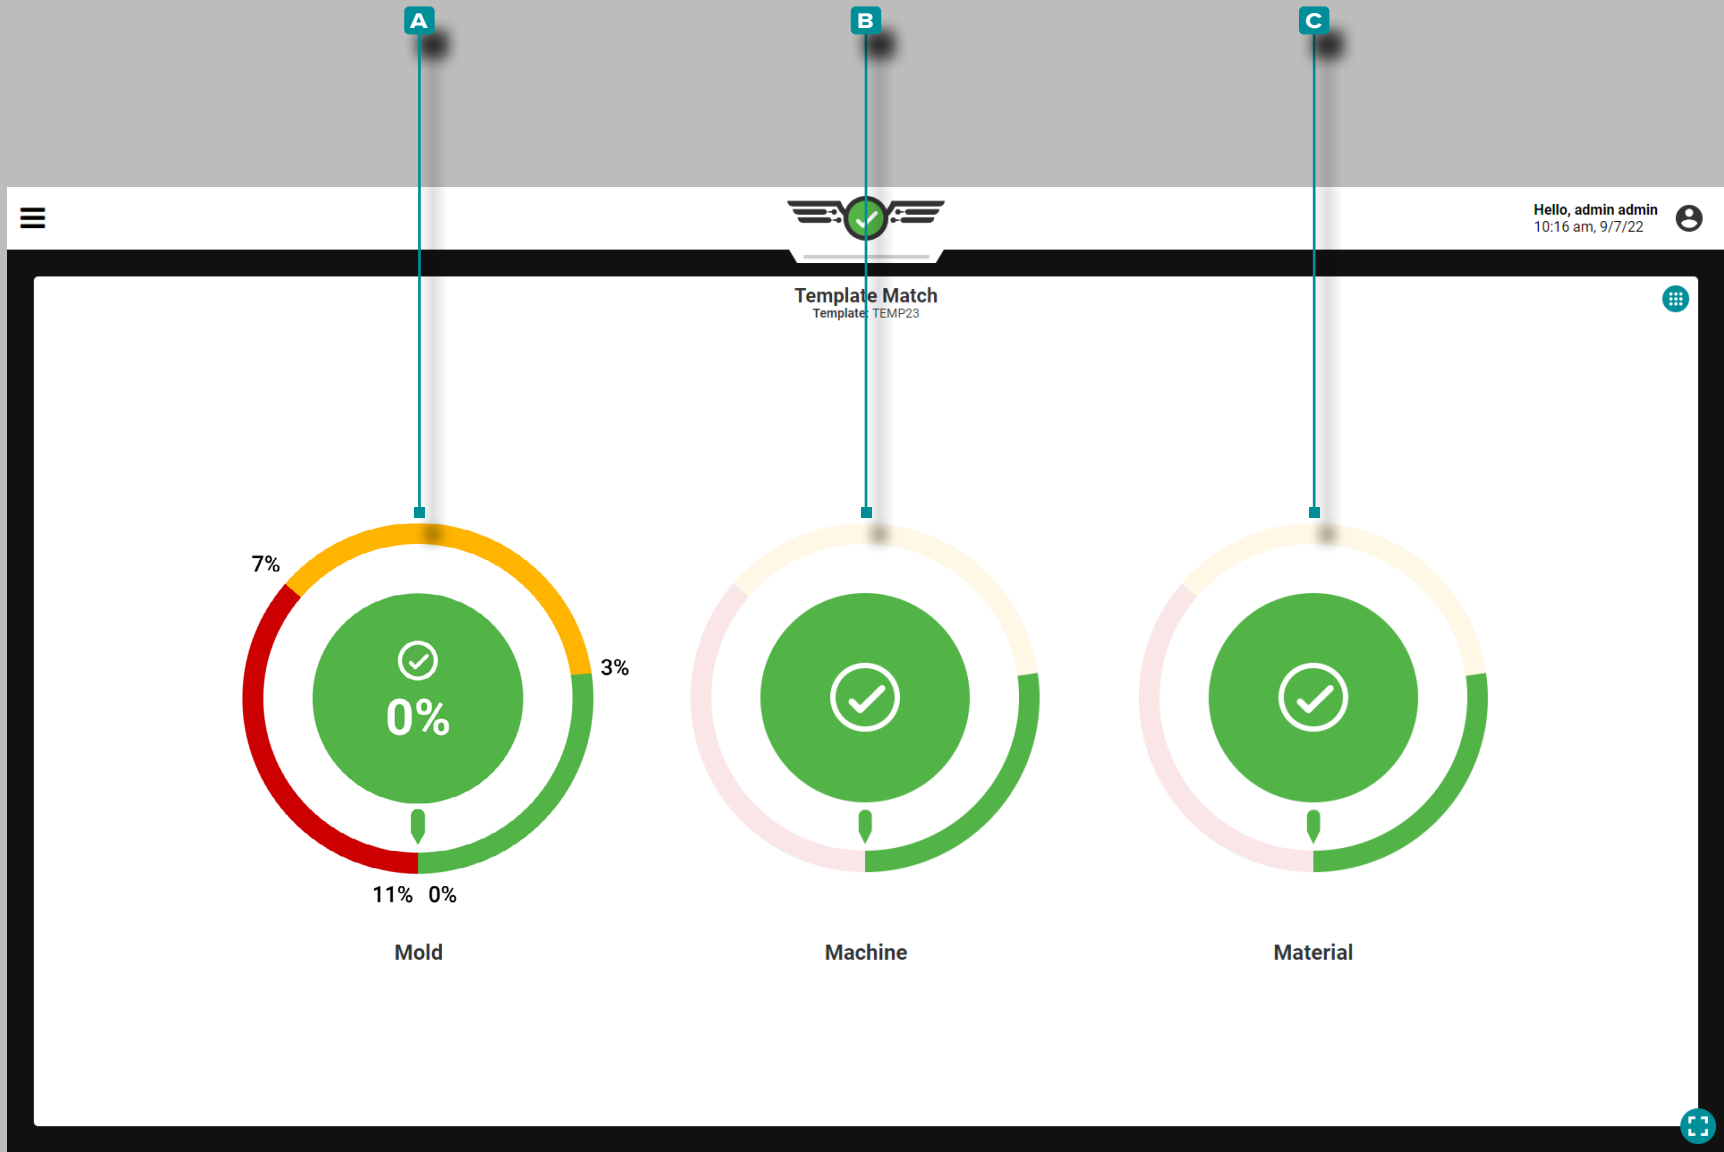 A
B
C
Hello, admin admin
10:16 am, 9/7/22
Template Match
Template: TEMP23
7%
3%
0%
11% 0%
Mold
Machine
Material